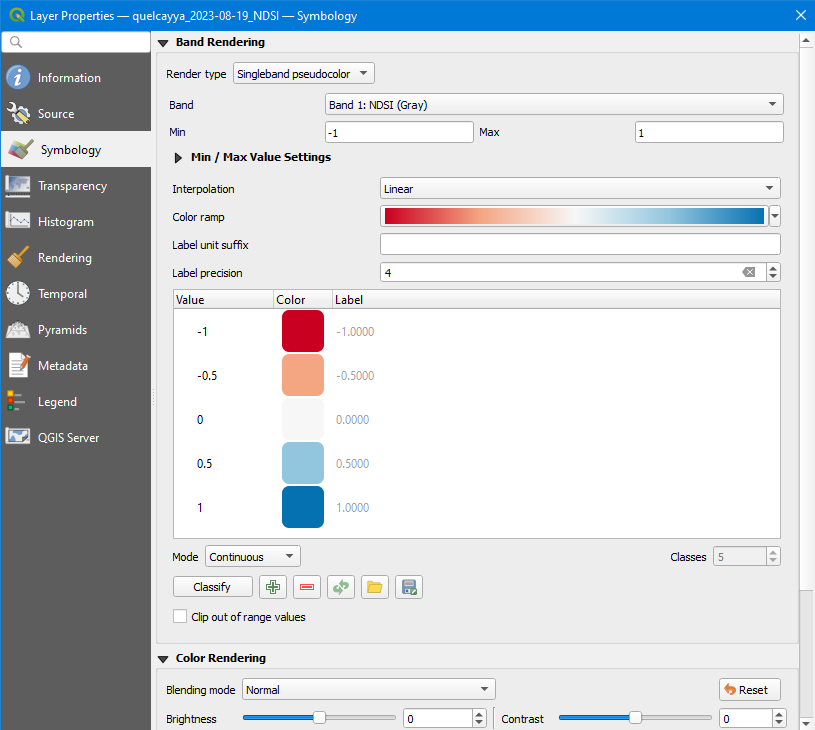 Layer Properties — quelcayya_2023-08-19_NDSI — Symbology
Information
Source
Symbology
Transparency
Histogram
Rendering
Temporal
Pyramids
Metadata
Legend
QGIS Server
Band Rendering
Render type Singleband pseudocolor
Band Band 1: NDSI (Gray)
Min -1 Max 1
Min / Max Value Settings
Interpolation Linear
Color ramp
Label unit suffix
Label precision 4
Value Color Label
-1 -1.0000
-0.5 -0.5000
0 0.0000
0.5 0.5000
1 1.0000
Mode Continuous Classes 5
Classify
Clip out of range values
Color Rendering
Blending mode Normal Reset
Brightness 0 Contrast 0